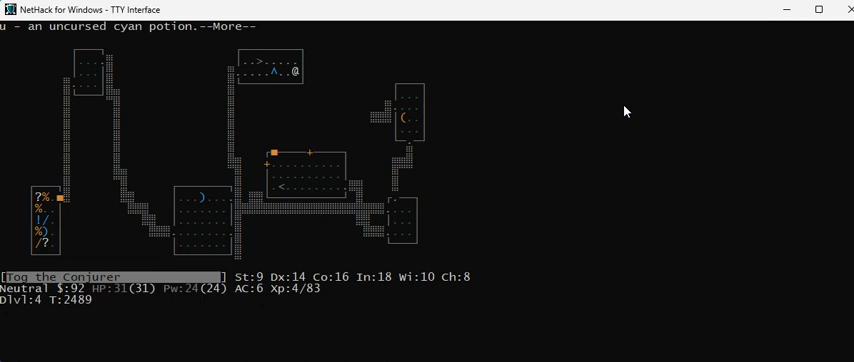 NetHack for Windows - TTY Interface
u - an uncursed cyan potion.--More--
|..>.....|
.....^..@|
?%.
%..
!/.
%).
/?.
...)...
(..
.<........
[Tog the Conjurer ] St:9 Dx:14 Co:16 In:18 Wi:10 Ch:8
Neutral $:92 HP:31(31) Pw:24(24) AC:6 Xp:4/83
Dlvl:4 T:2489